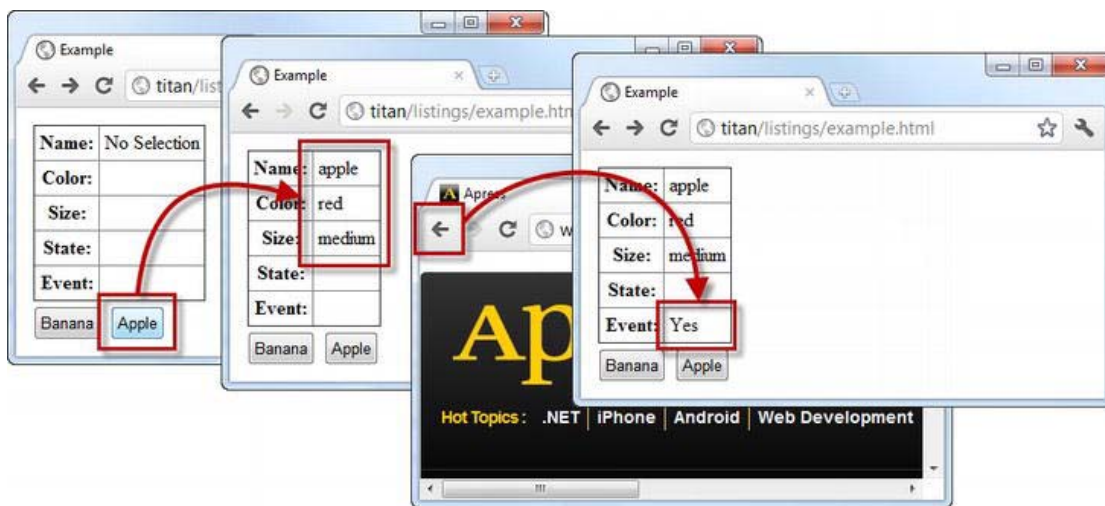 Example
titan/list
Name: No Selection
Color:
Size:
State:
Event:
Banana Apple
Example
titan/listings/example.htm
Name: apple
Color: red
Size: medium
State:
Event:
Banana Apple
Apress
w
Ap
Hot Topics: .NET iPhone Android Web Development
Example
titan/listings/example.html
Name: apple
Color: red
Size: medium
State:
Event: Yes
Banana Apple